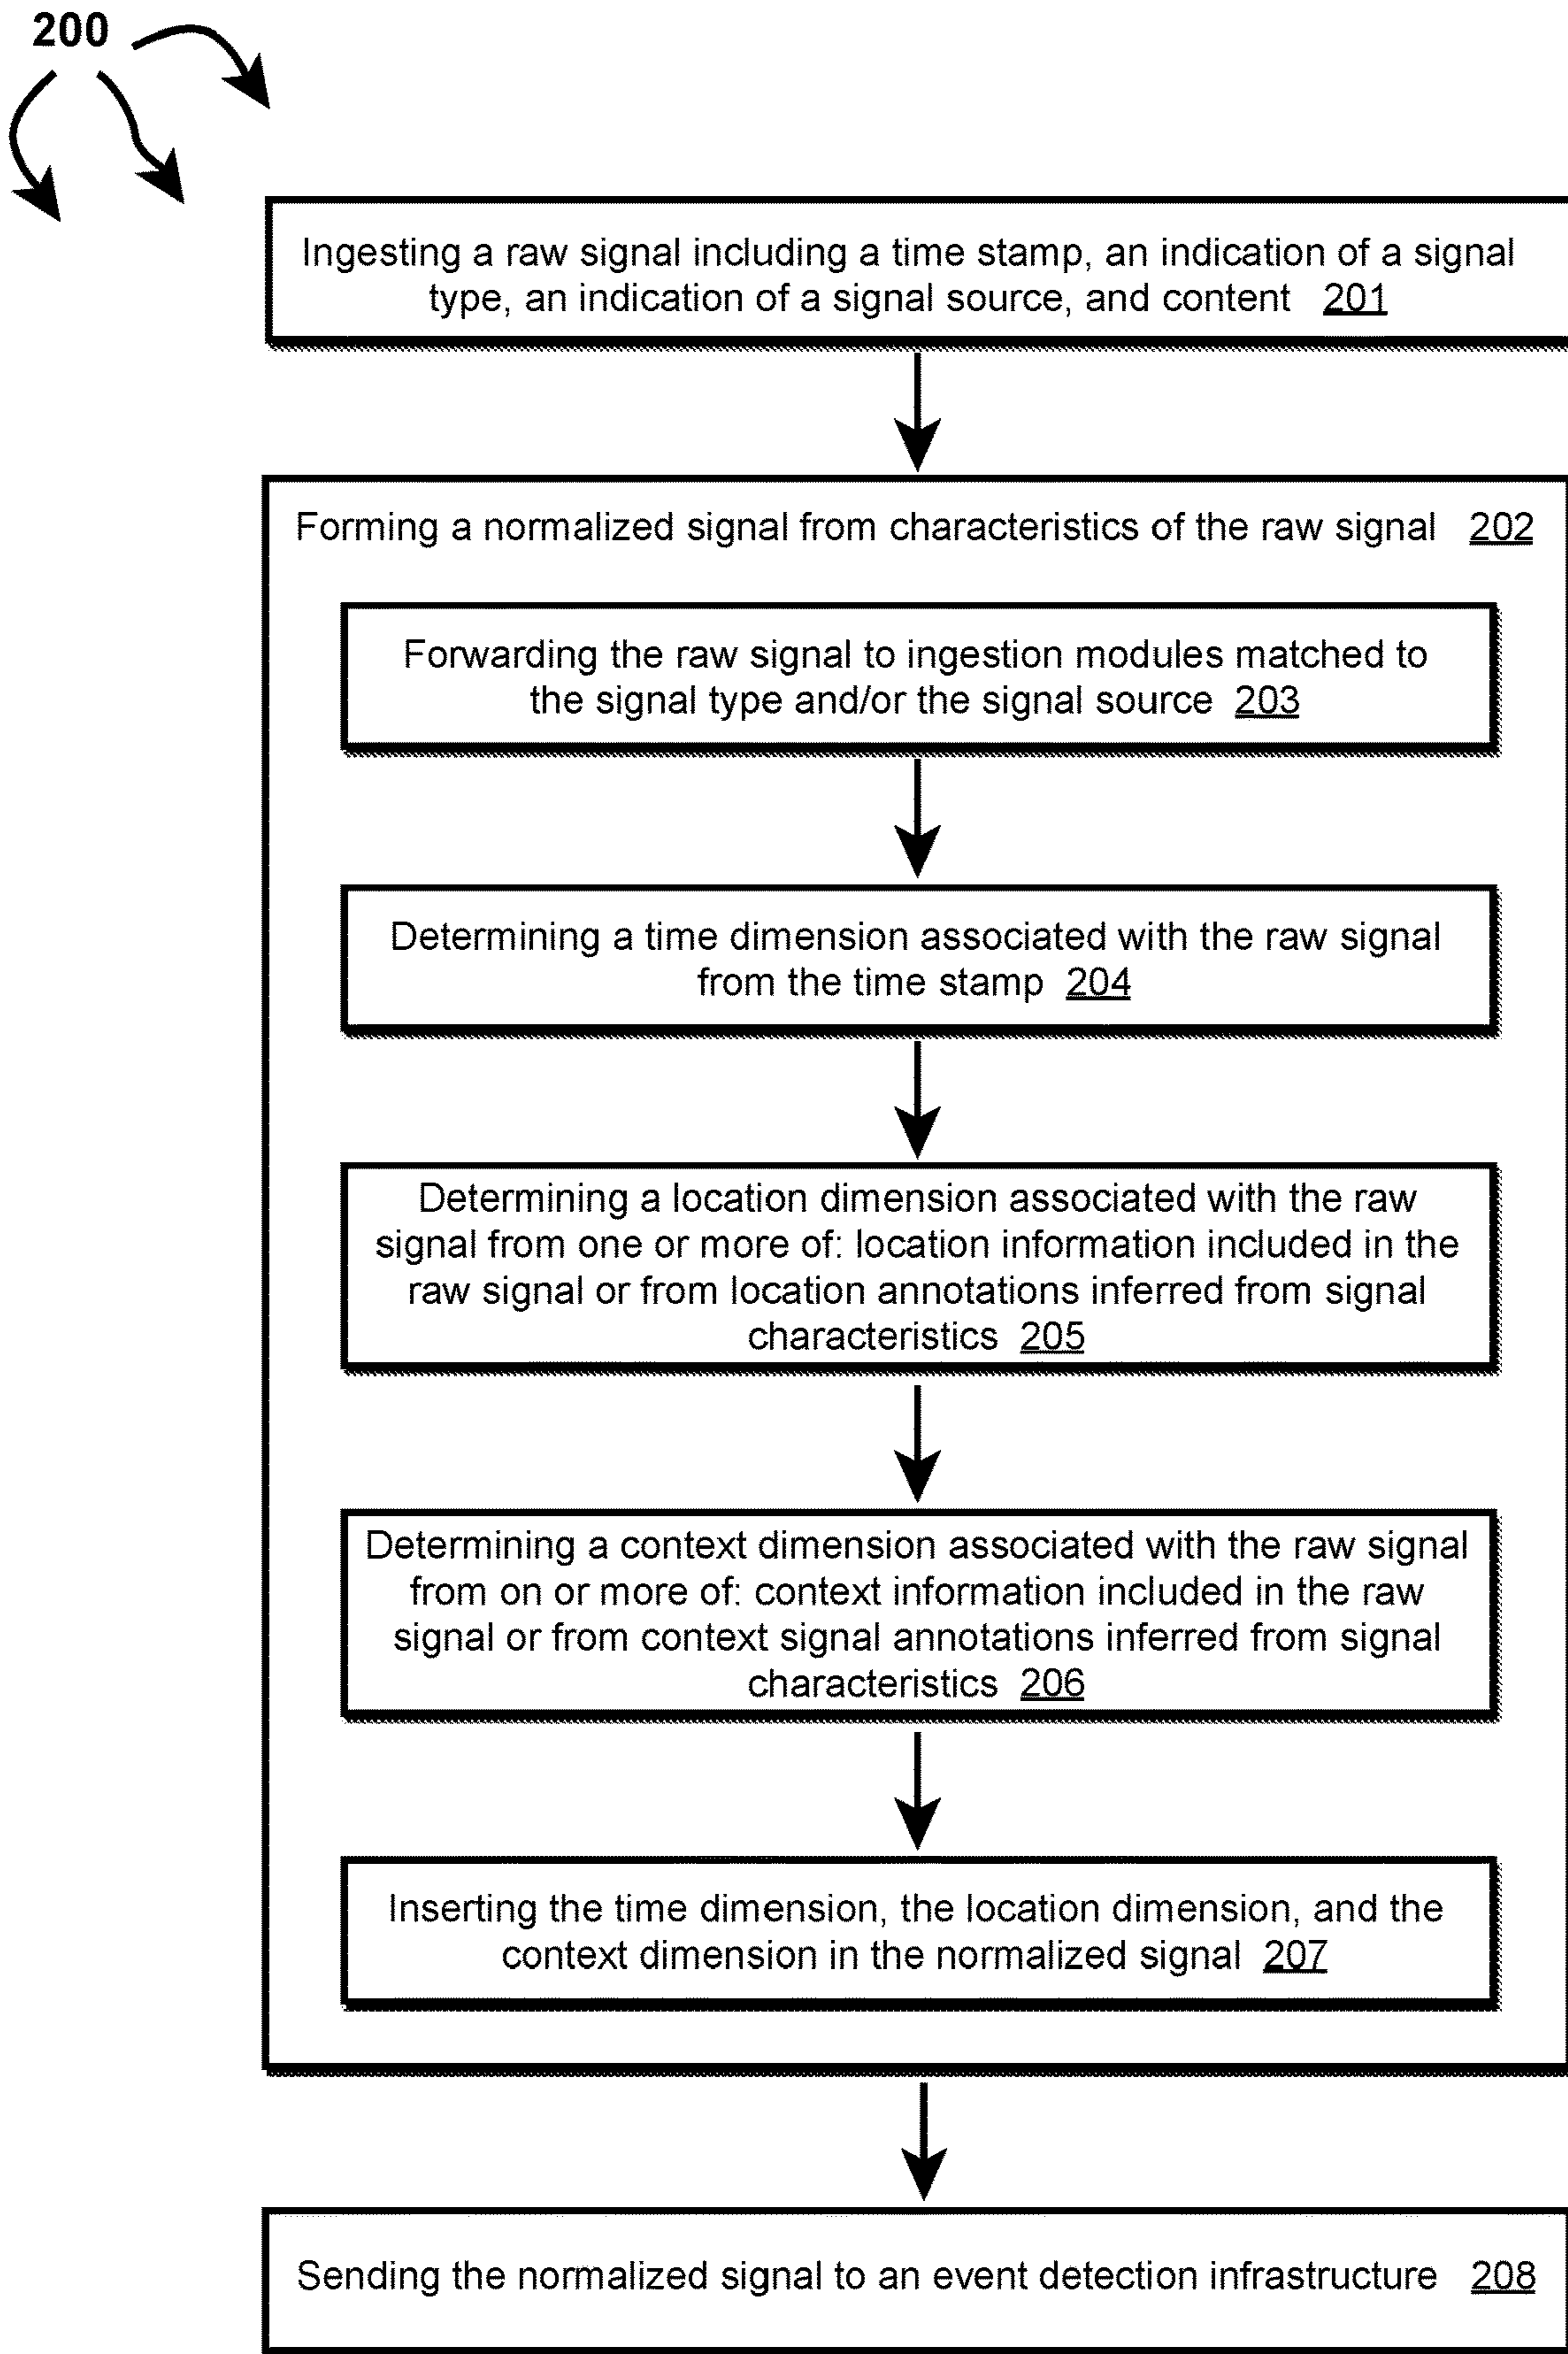 200
Ingesting a raw signal including a time stamp, an indication of a signal
type, an indication of a signal source, and content 201
Forming a normalized signal from characteristics of the raw signal 202
Forwarding the raw signal to ingestion modules matched to
the signal type and/or the signal source 203
Determining a time dimension associated with the raw signal
from the time stamp 204
Determining a location dimension associated with the raw
signal from one or more of: location information included in the
raw signal or from location annotations inferred from signal
characteristics 205
Determining a context dimension associated with the raw signal
from on or more of: context information included in the raw
signal or from context signal annotations inferred from signal
characteristics 206
Inserting the time dimension, the location dimension, and the
context dimension in the normalized signal 207
Sending the normalized signal to an event detection infrastructure 208